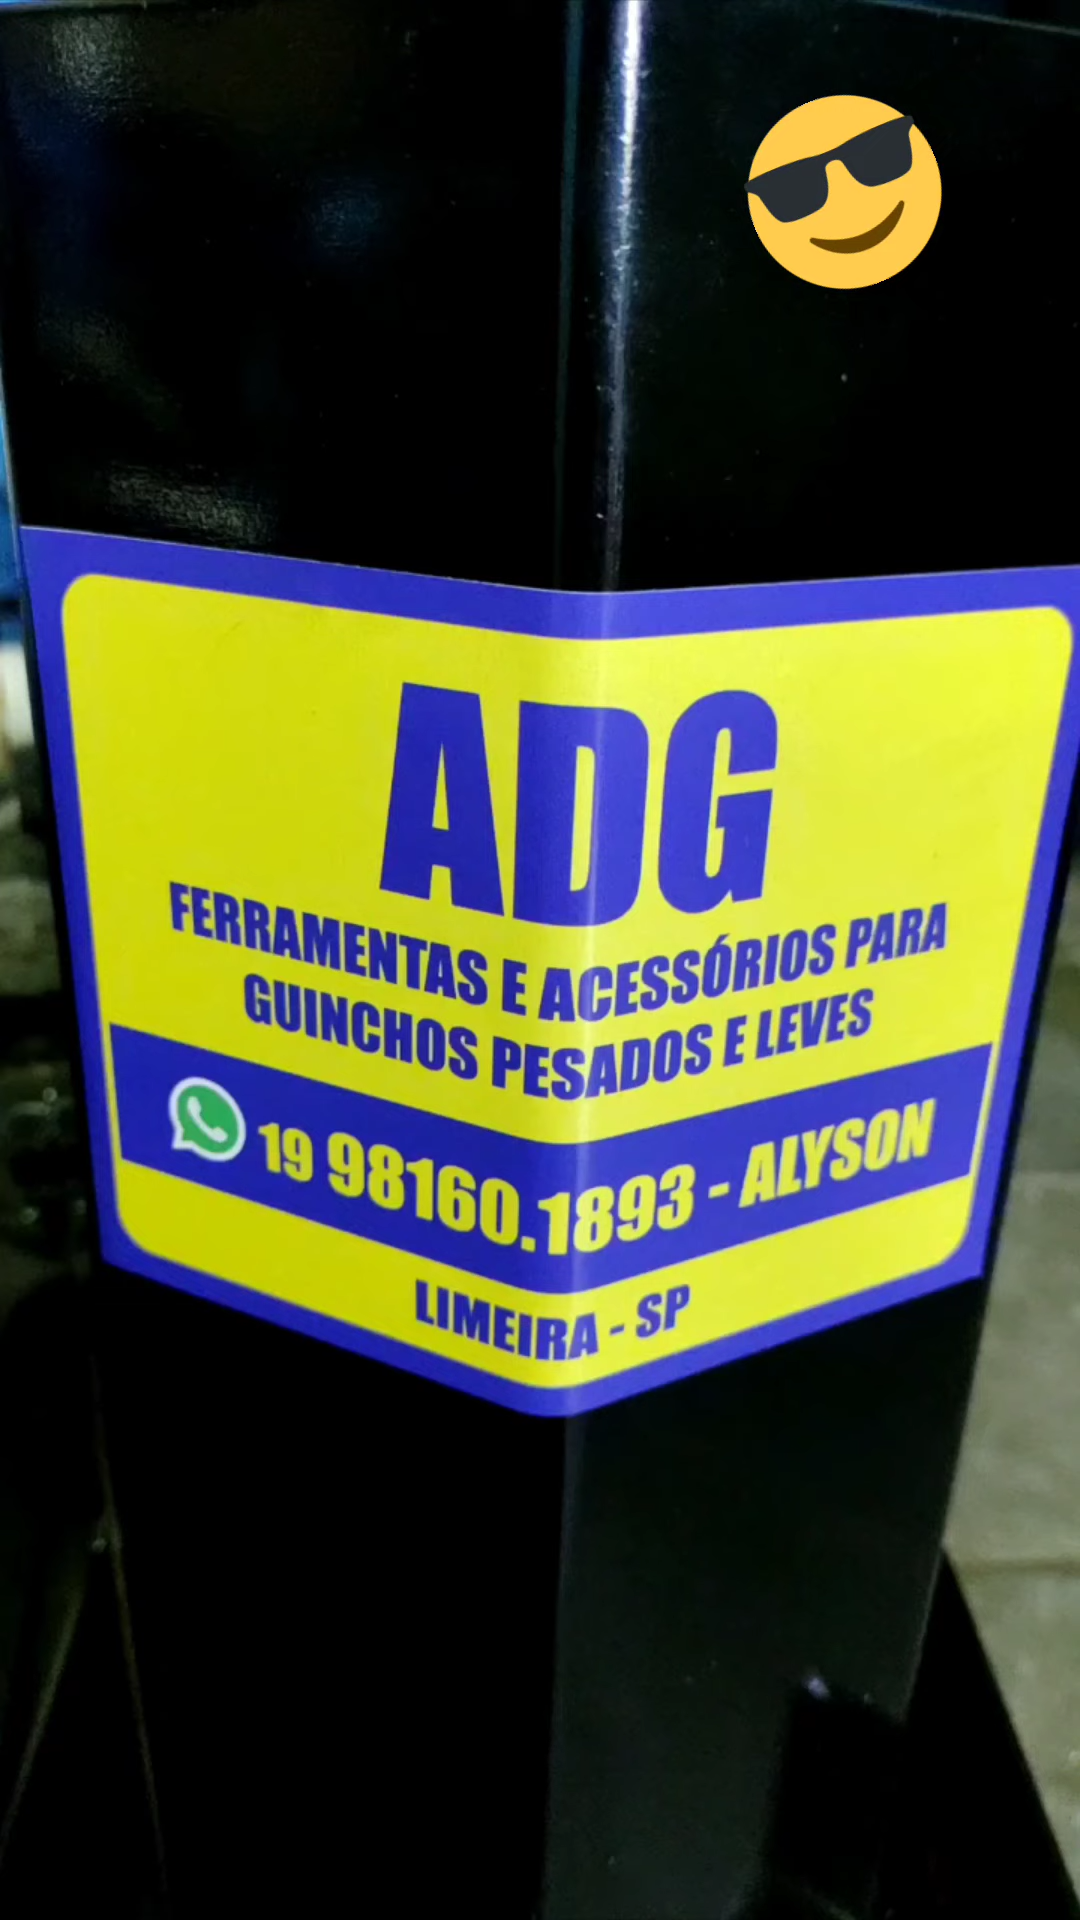 ADG
FERRAMENTAS E ACESSÓRIOS PARA
GUINCHOS PESADOS E LEVES
19 98160.1893 - ALYSON
LIMEIRA - SP